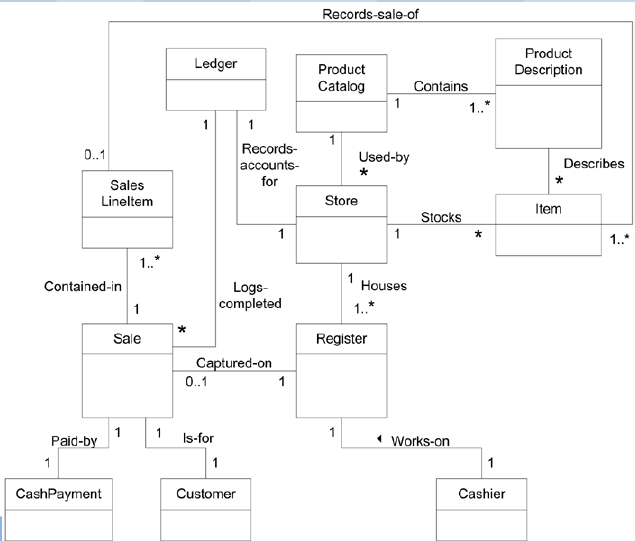 Records-sale-of
Ledger
Product
Catalog
Product
Description
Contains
1
1..*
1
1
Records-
accounts-
for
1
Used-by
*
Describes
*
0..1
Sales
LineItem
Store
Item
Stocks
1
1
*
1..*
1..*
Contained-in
1
Logs-
completed
*
1
Houses
1..*
Sale
Register
Captured-on
0..1
1
Paid-by
1
1
Is-for
1
1
1
Works-on
1
CashPayment
Customer
Cashier